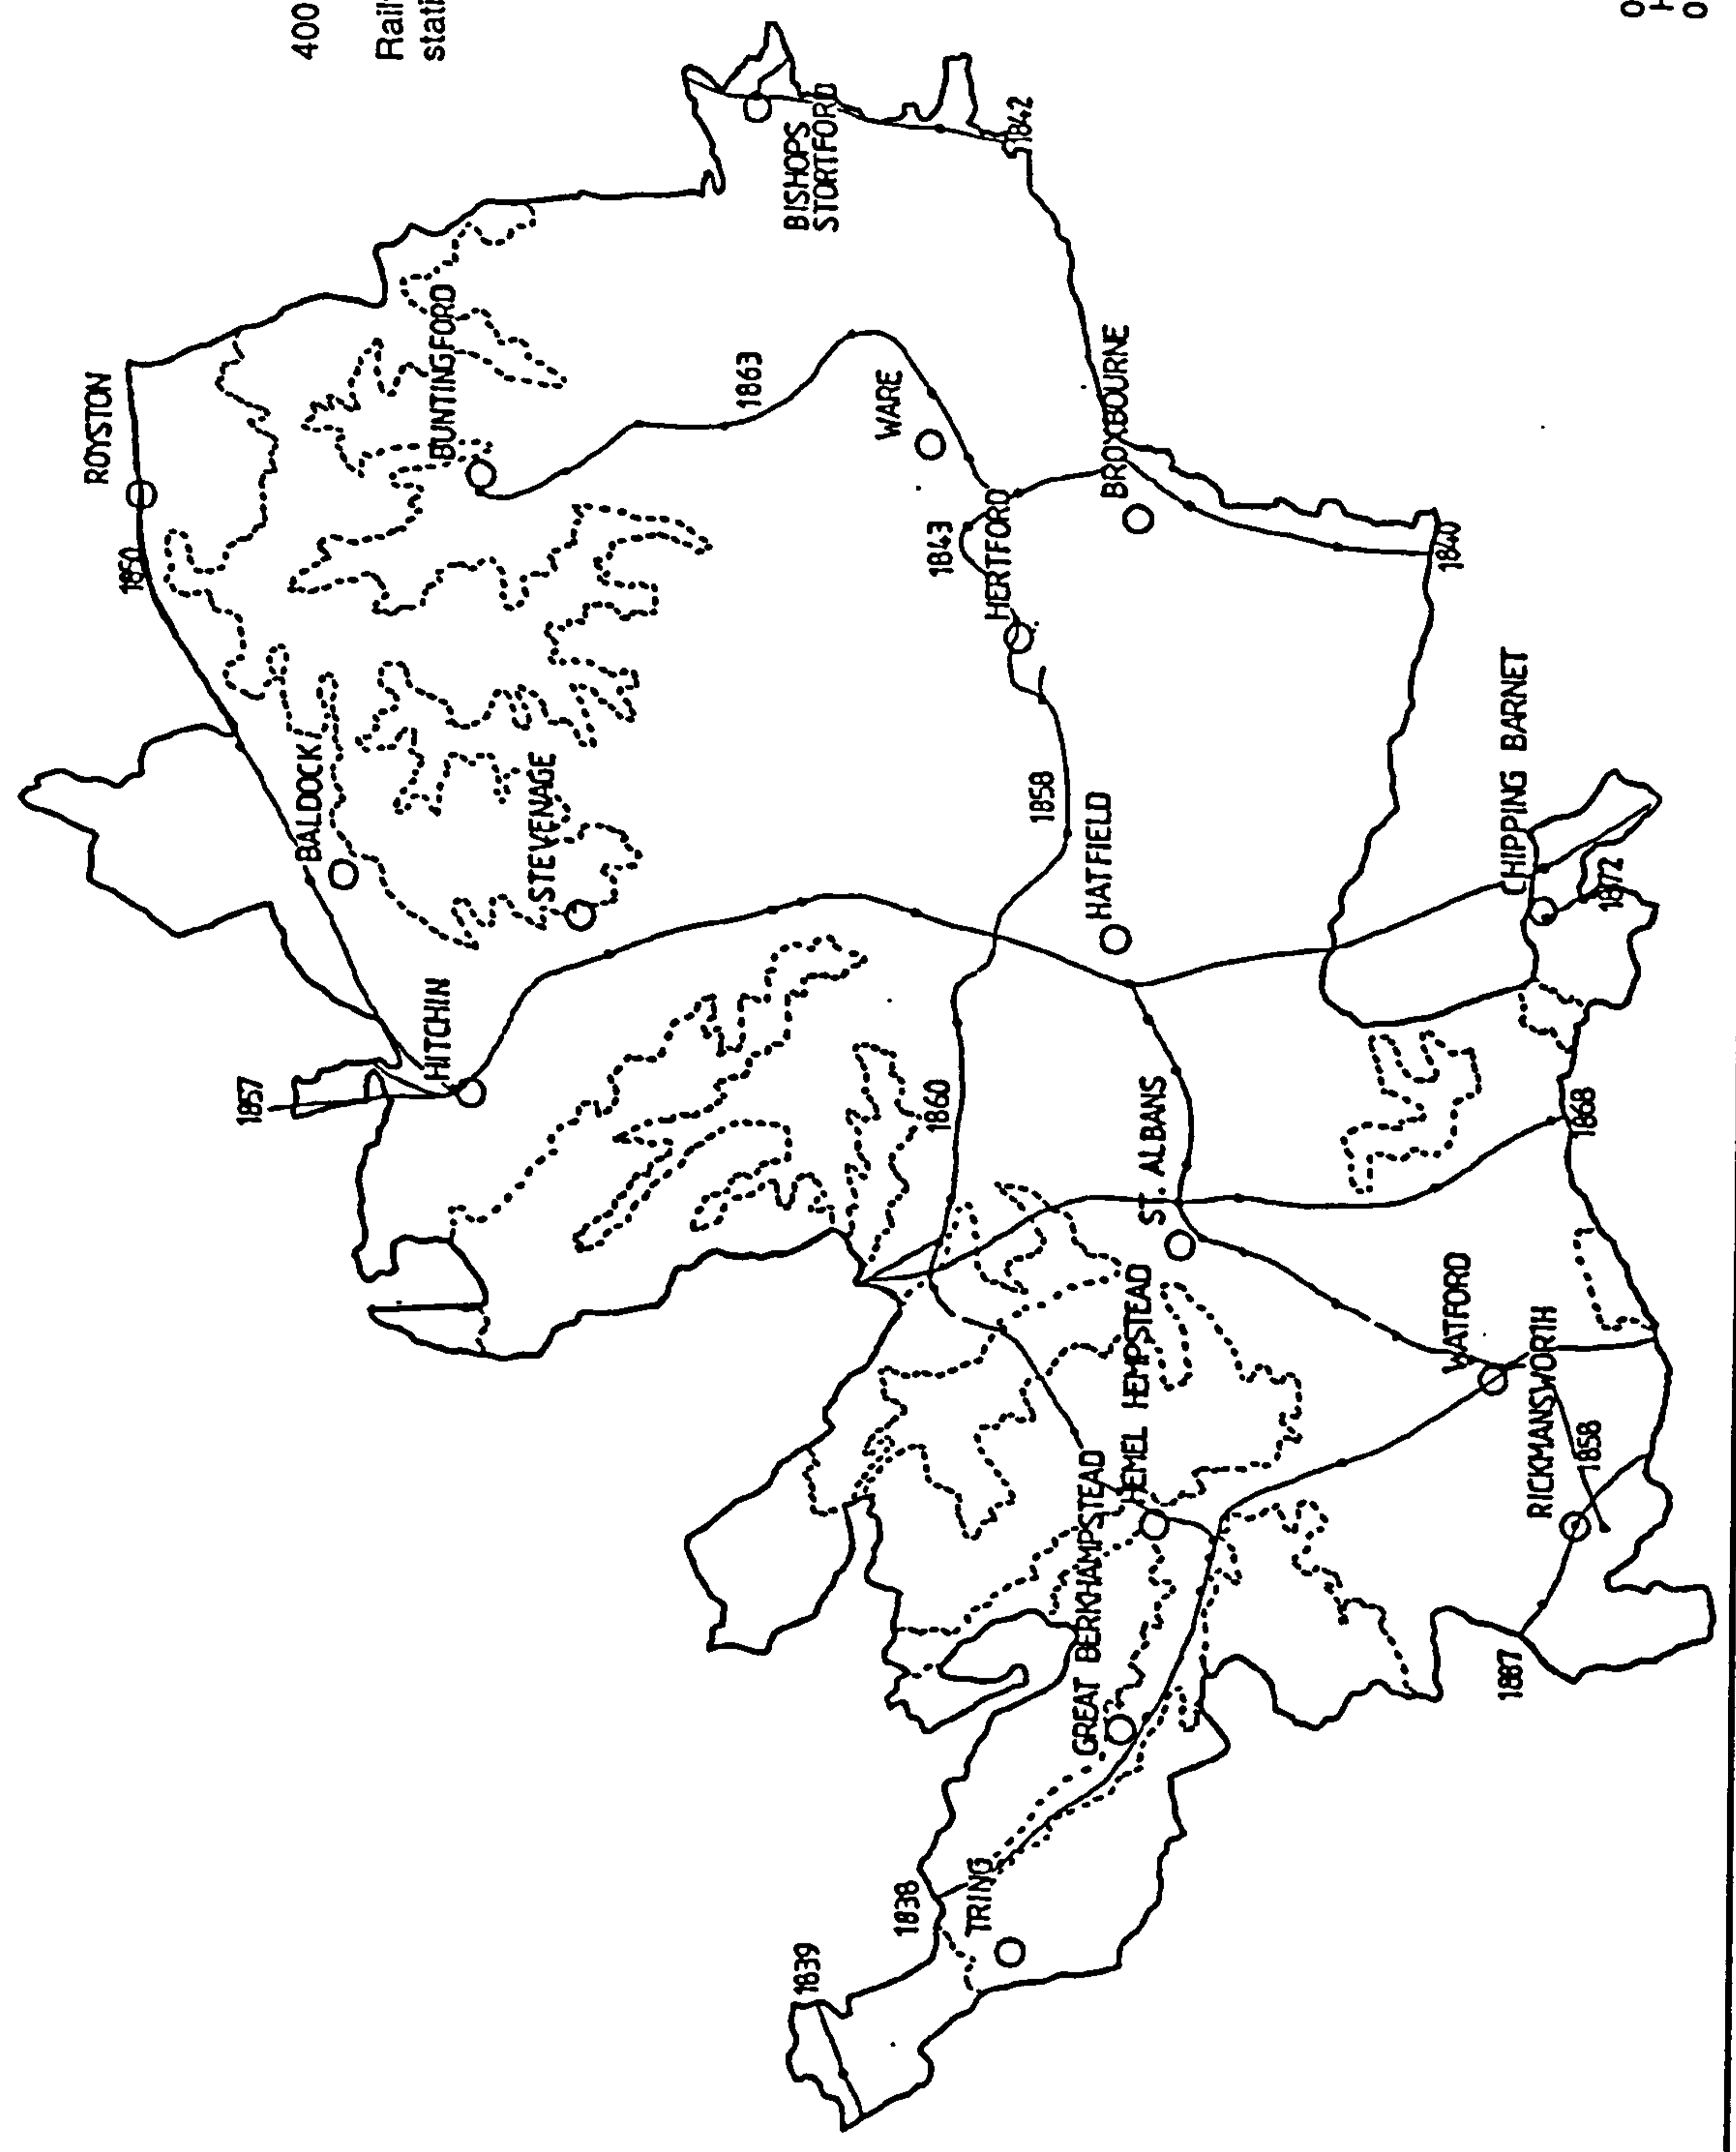 400
Rail
stati
ROYSTON
1850
BALDOCK
BUNTINGFORD
BISHOPS
STORTFORD
1842
1863
WARE
STEVENAGE
1857
HITCHIN
1843
HERTFORD
BROXBOURNE
1840
1858
HATFIELD
CHIPPING BARNET
1872
1860
ST. ALBANS
1868
HEMEL HEMPSTEAD
WATFORD
RICKMANSWORTH
1858
GREAT BERKHAMPSTEAD
1887
1838
TRING
1839
0
0